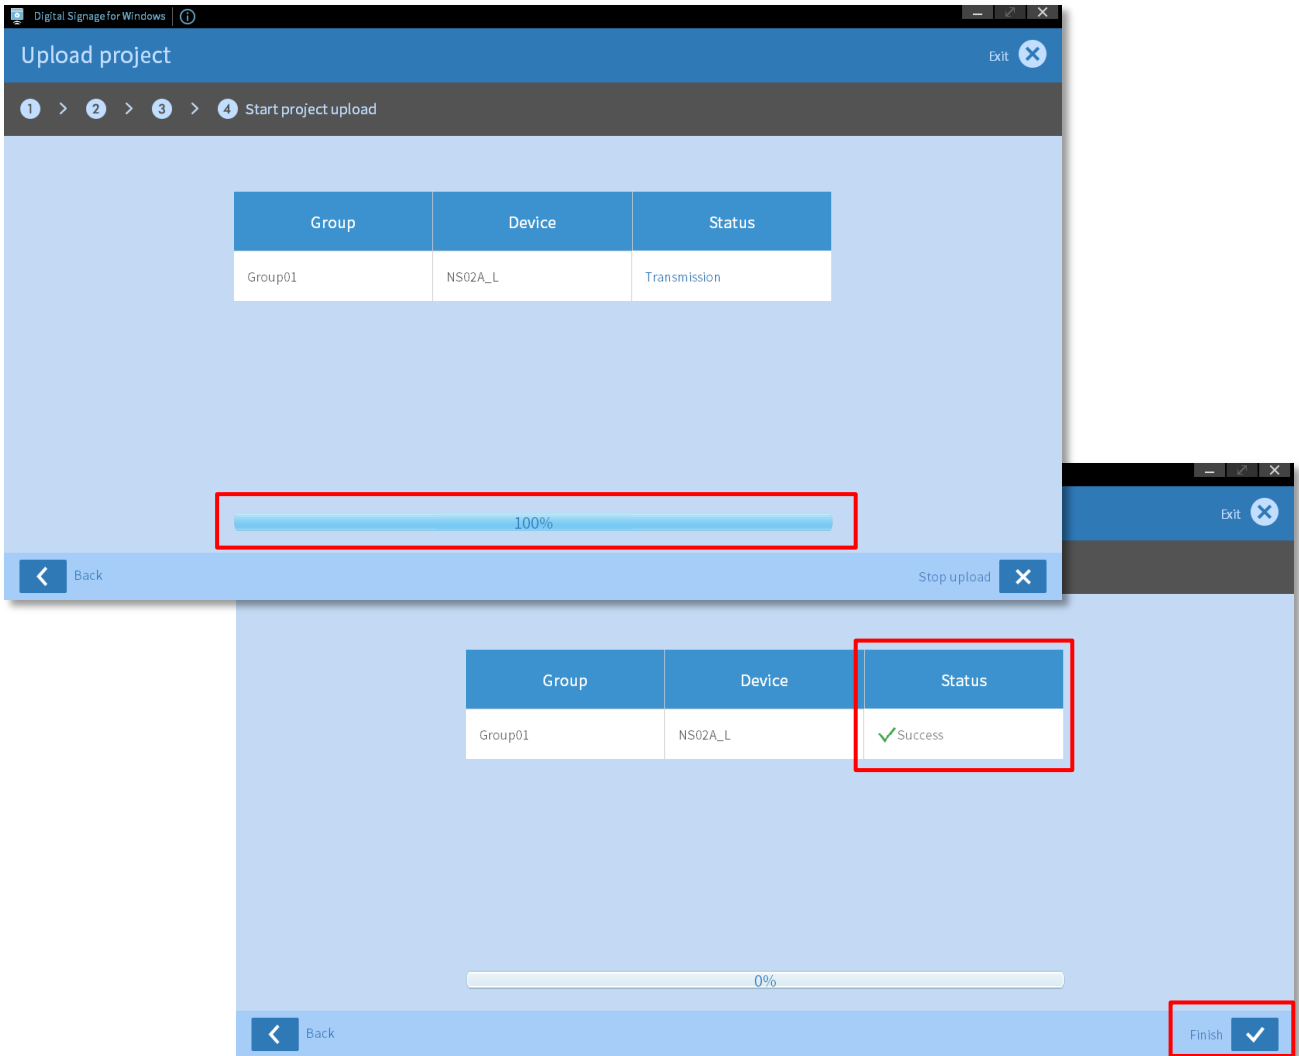 Digital Signage for Windows
Upload project
Exit
1 > 2 > 3 > 4 Start project upload
Group Device Status
Group01 NS02A_L Transmission
100%
Back Stop upload
Exit
Group Device Status
Group01 NS02A_L Success
0%
Back Finish